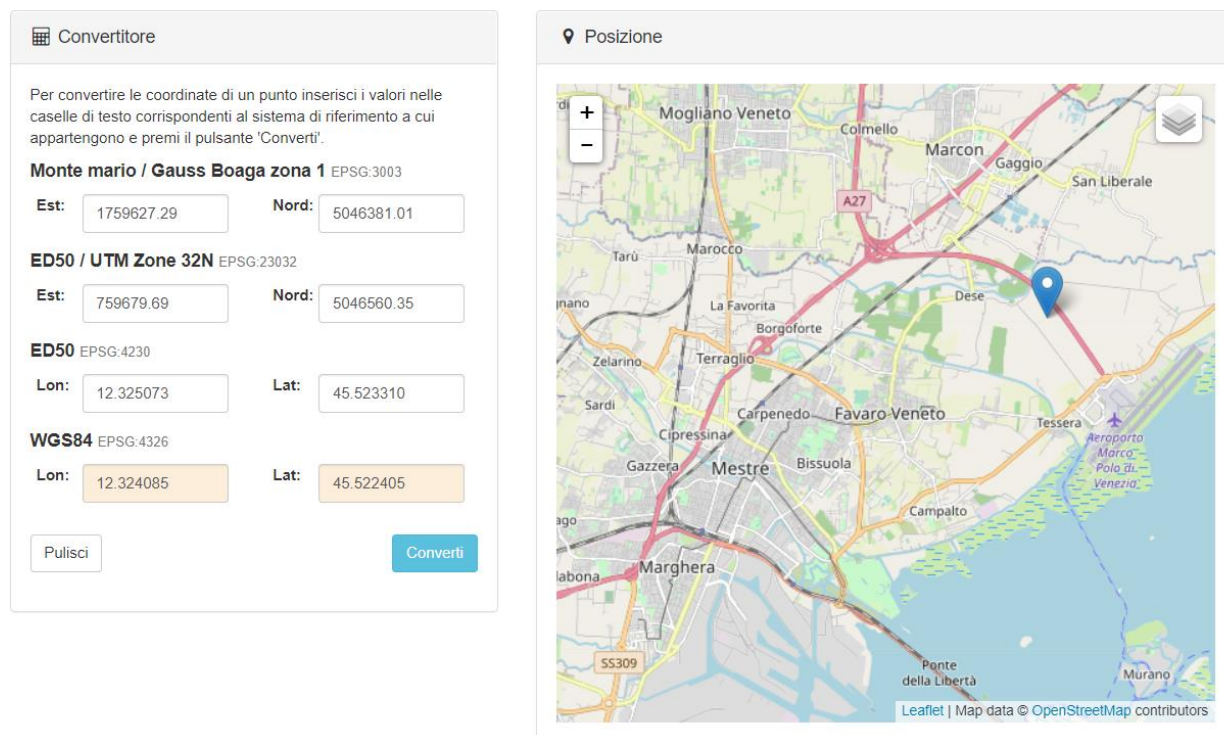 Convertitore
Per convertire le coordinate di un punto inserisci i valori nelle
caselle di testo corrispondenti al sistema di riferimento a cui
appartengono e premi il pulsante 'Converti'.
Monte mario / Gauss Boaga zona 1 EPSG:3003
Est: 1759627.29 Nord: 5046381.01
ED50 / UTM Zone 32N EPSG:23032
Est: 759679.69 Nord: 5046560.35
ED50 EPSG:4230
Lon: 12.325073 Lat: 45.523310
WGS84 EPSG:4326
Lon: 12.324085 Lat: 45.522405
Pulisci Converti
Posizione
+
−
Mogliano Veneto
Colmello
Marcon
Gaggio
San Liberale
A27
Marocco
Tarù
Dese
nano
La Favorita
Borgoforte
Zelarino
Terraglio
Sardi
Carpenedo
Favaro Veneto
Tessera
Cipressina
Aeroporto
Marco
Polo di
Venezia
Gazzera
Mestre
Bissuola
Campalto
ago
Marghera
abona
SS309
Ponte
della Libertà
Murano
Leaflet | Map data © OpenStreetMap contributors